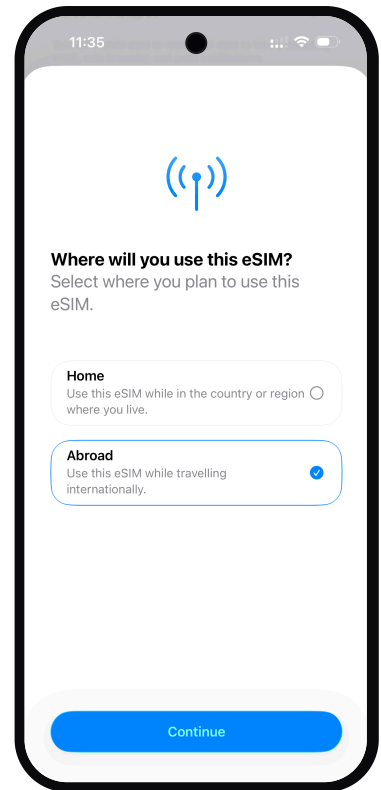 11:35
Where will you use this eSIM?
Select where you plan to use this
eSIM.
Home
Use this eSIM while in the country or region
where you live.
Abroad
Use this eSIM while travelling
internationally.
Continue